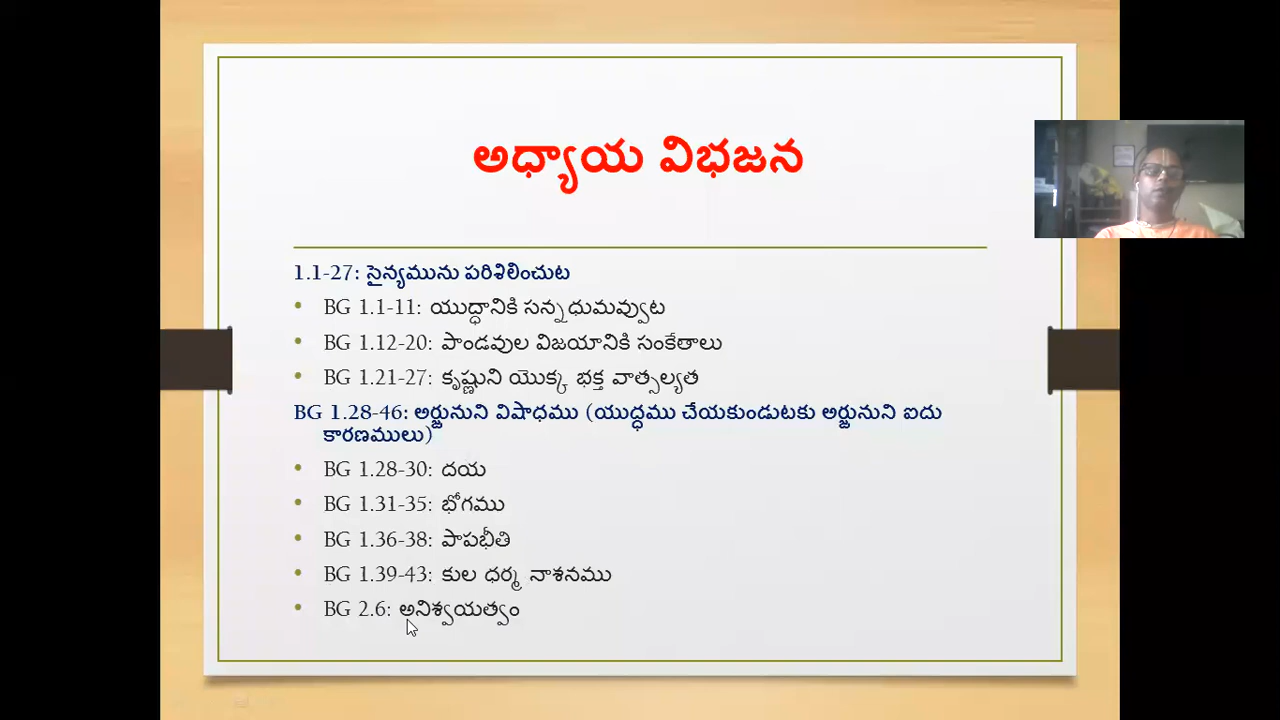 అధ్యాయ విభజన
1.1-27: సైన్యమును పరిశిలించుట
• BG 1.1-11: యుద్ధానికి సన్నధుమవ్వుట
• BG 1.12-20: పాండవుల విజయానికి సంకేతాలు
• BG 1.21-27: కృష్ణుని యొక్క భక్త వాత్సల్యత
BG 1.28-46: అర్జునుని విషాధము (యుద్ధము చేయకుండుటకు అర్జునుని ఐదు
కారణములు)
• BG 1.28-30: దయ
• BG 1.31-35: భోగము
• BG 1.36-38: పాపభీతి
• BG 1.39-43: కుల ధర్మ నాశనము
• BG 2.6: అనిశ్వయత్వం